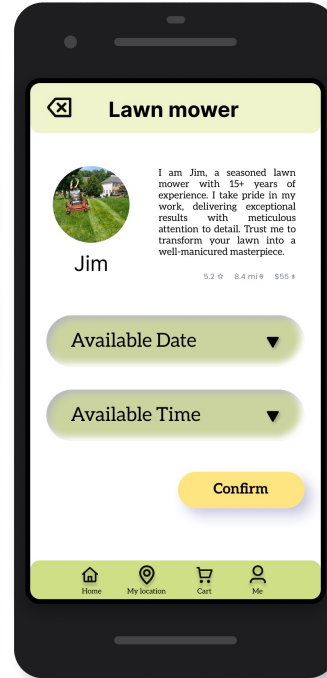 Lawn mower
I am Jim, a seasoned lawn
mower with 15+ years of
experience. I take pride in my
work, delivering exceptional
results with meticulous
attention to detail. Trust me to
transform your lawn into a
well-manicured masterpiece.
Jim
5.2 8.4 mi $55 $
Available Date
Available Time
Confirm
Home My location Cart Me